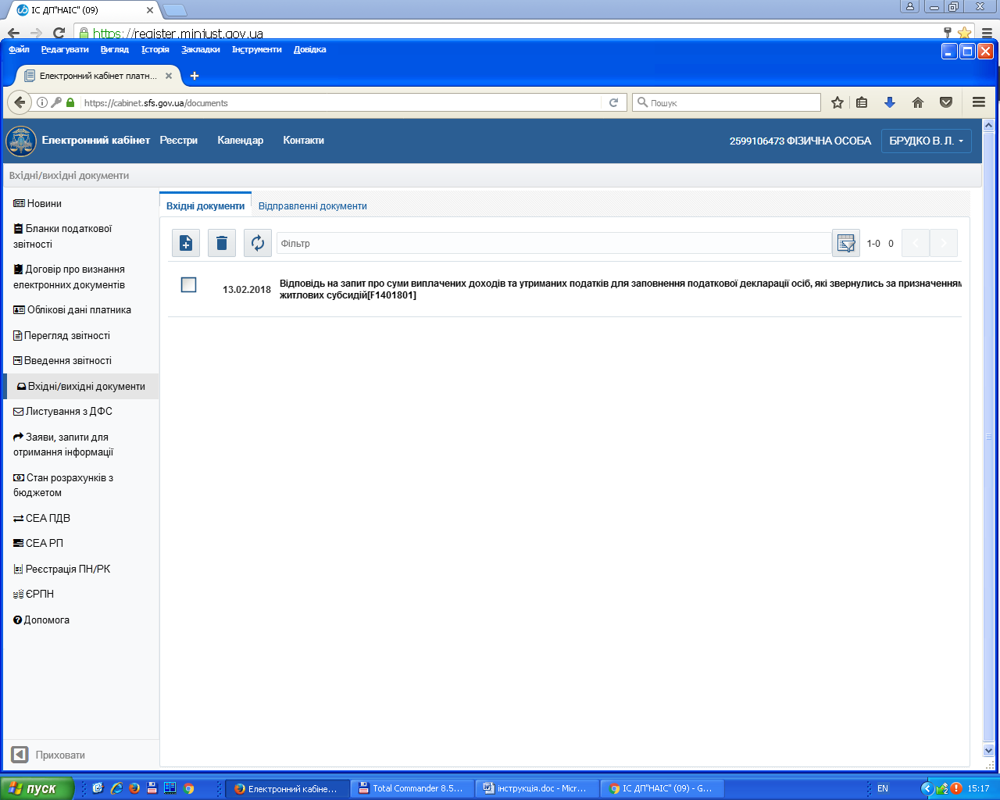 ІС ДП"НАІС" (09)
https://register.minjust.gov.ua
Файл Редагувати Вигляд Історія Закладки Інструменти Довідка
Електронний кабінет платн...
https://cabinet.sfs.gov.ua/documents
Пошук
Електронний кабінет Реєстри Календар Контакти 2599106473 ФІЗИЧНА ОСОБА БРУДКО В. Л.
Вхідні/вихідні документи
Новини
Бланки податкової
звітності
Договір про визнання
електронних документів
Облікові дані платника
Перегляд звітності
Введення звітності
Вхідні/вихідні документи
Листування з ДФС
Заяви, запити для
отримання інформації
Стан розрахунків з
бюджетом
СЕА ПДВ
СЕА РП
Реєстрація ПН/РК
ЄРПН
Допомога
Приховати
Вхідні документи Відправленні документи
Фільтр 1-0 0
13.02.2018
Відповідь на запит про суми виплачених доходів та утриманих податків для заповнення податкової декларації осіб, які звернулись за призначенням
житлових субсидій[F1401801]
пуск
Електронний кабіне...
Total Commander 8.5...
інструкція.doc - Micr...
ІС ДП"НАІС" (09) - G...
EN
15:17